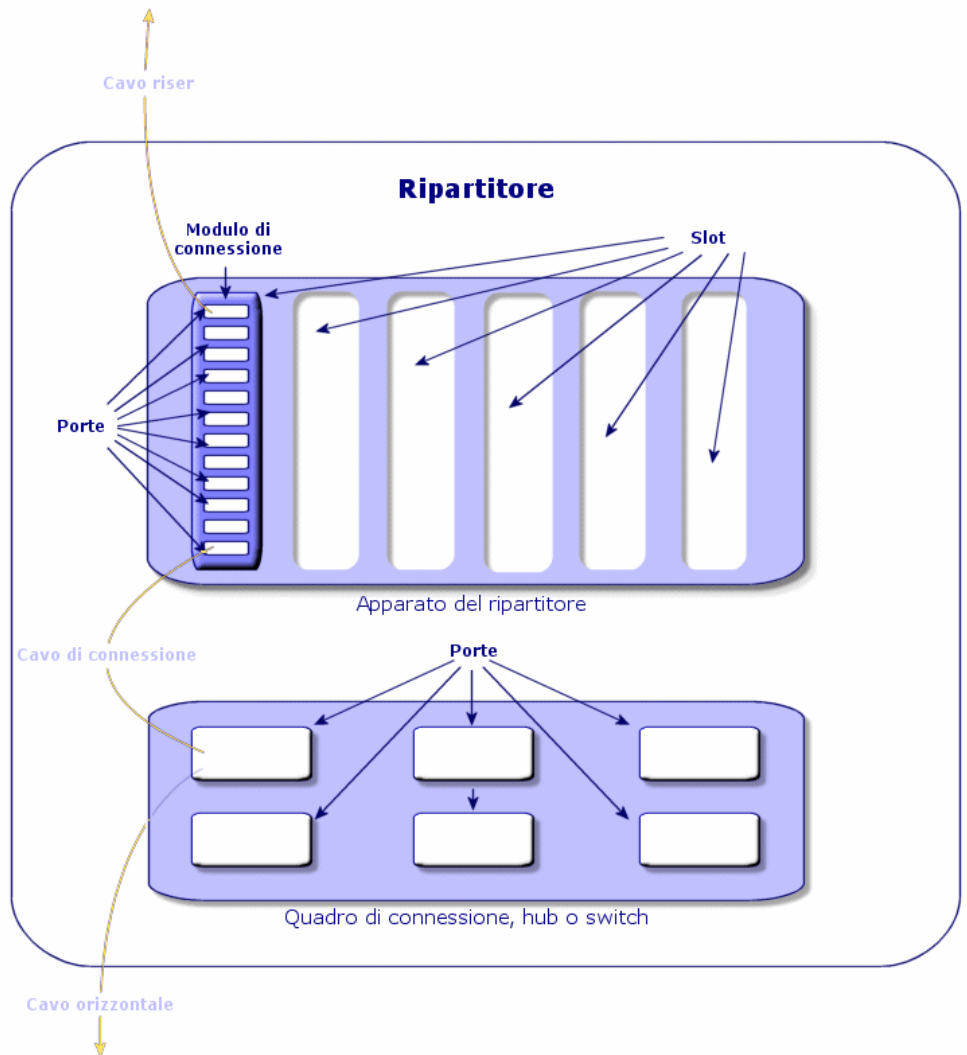 Cavo riser
Ripartitore
Modulo di
connessione
Slot
Porte
Apparato del ripartitore
Cavo di connessione
Porte
Quadro di connessione, hub o switch
Cavo orizzontale